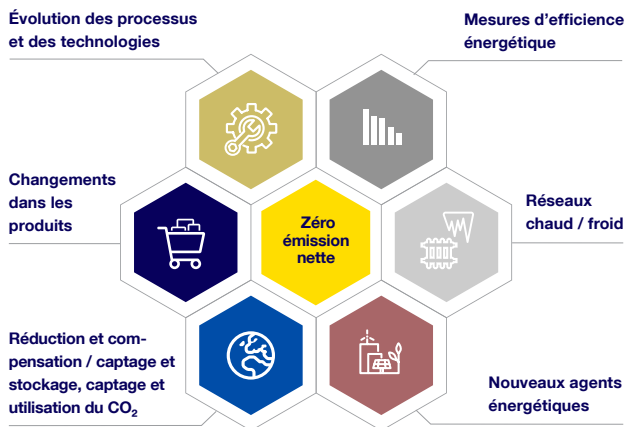 Évolution des processus
et des technologies
Mesures d’efficience
énergétique
Changements
dans les
produits
Zéro
émission
nette
Réseaux
chaud / froid
Réduction et com-
pensation / captage et
stockage, captage et
utilisation du CO₂
Nouveaux agents
énergétiques